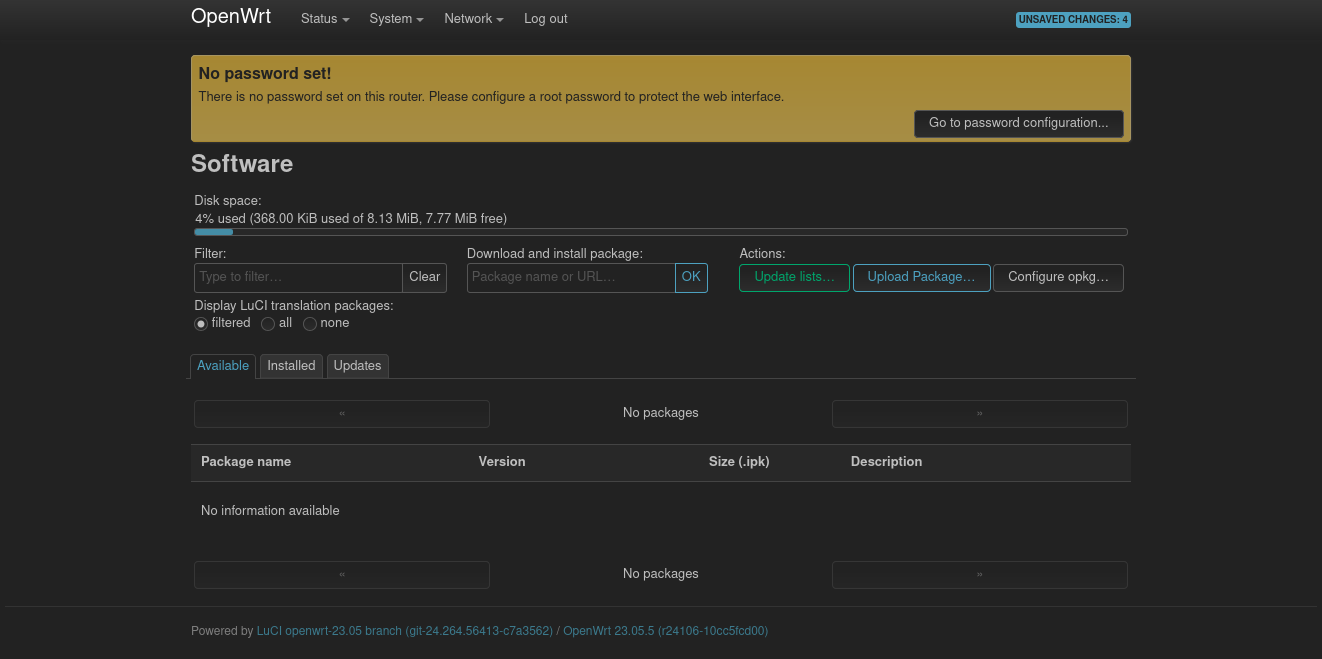 OpenWrt Status System Network Log out UNSAVED CHANGES: 4
No password set!
There is no password set on this router. Please configure a root password to protect the web interface.
Go to password configuration...
Software
Disk space:
4% used (368.00 KiB used of 8.13 MiB, 7.77 MiB free)
Filter: Download and install package: Actions:
Type to filter… Clear Package name or URL… OK Update lists… Upload Package… Configure opkg…
Display LuCI translation packages:
filtered all none
Available Installed Updates
« No packages »
Package name Version Size (.ipk) Description
No information available
« No packages »
Powered by LuCI openwrt-23.05 branch (git-24.264.56413-c7a3562) / OpenWrt 23.05.5 (r24106-10cc5fcd00)